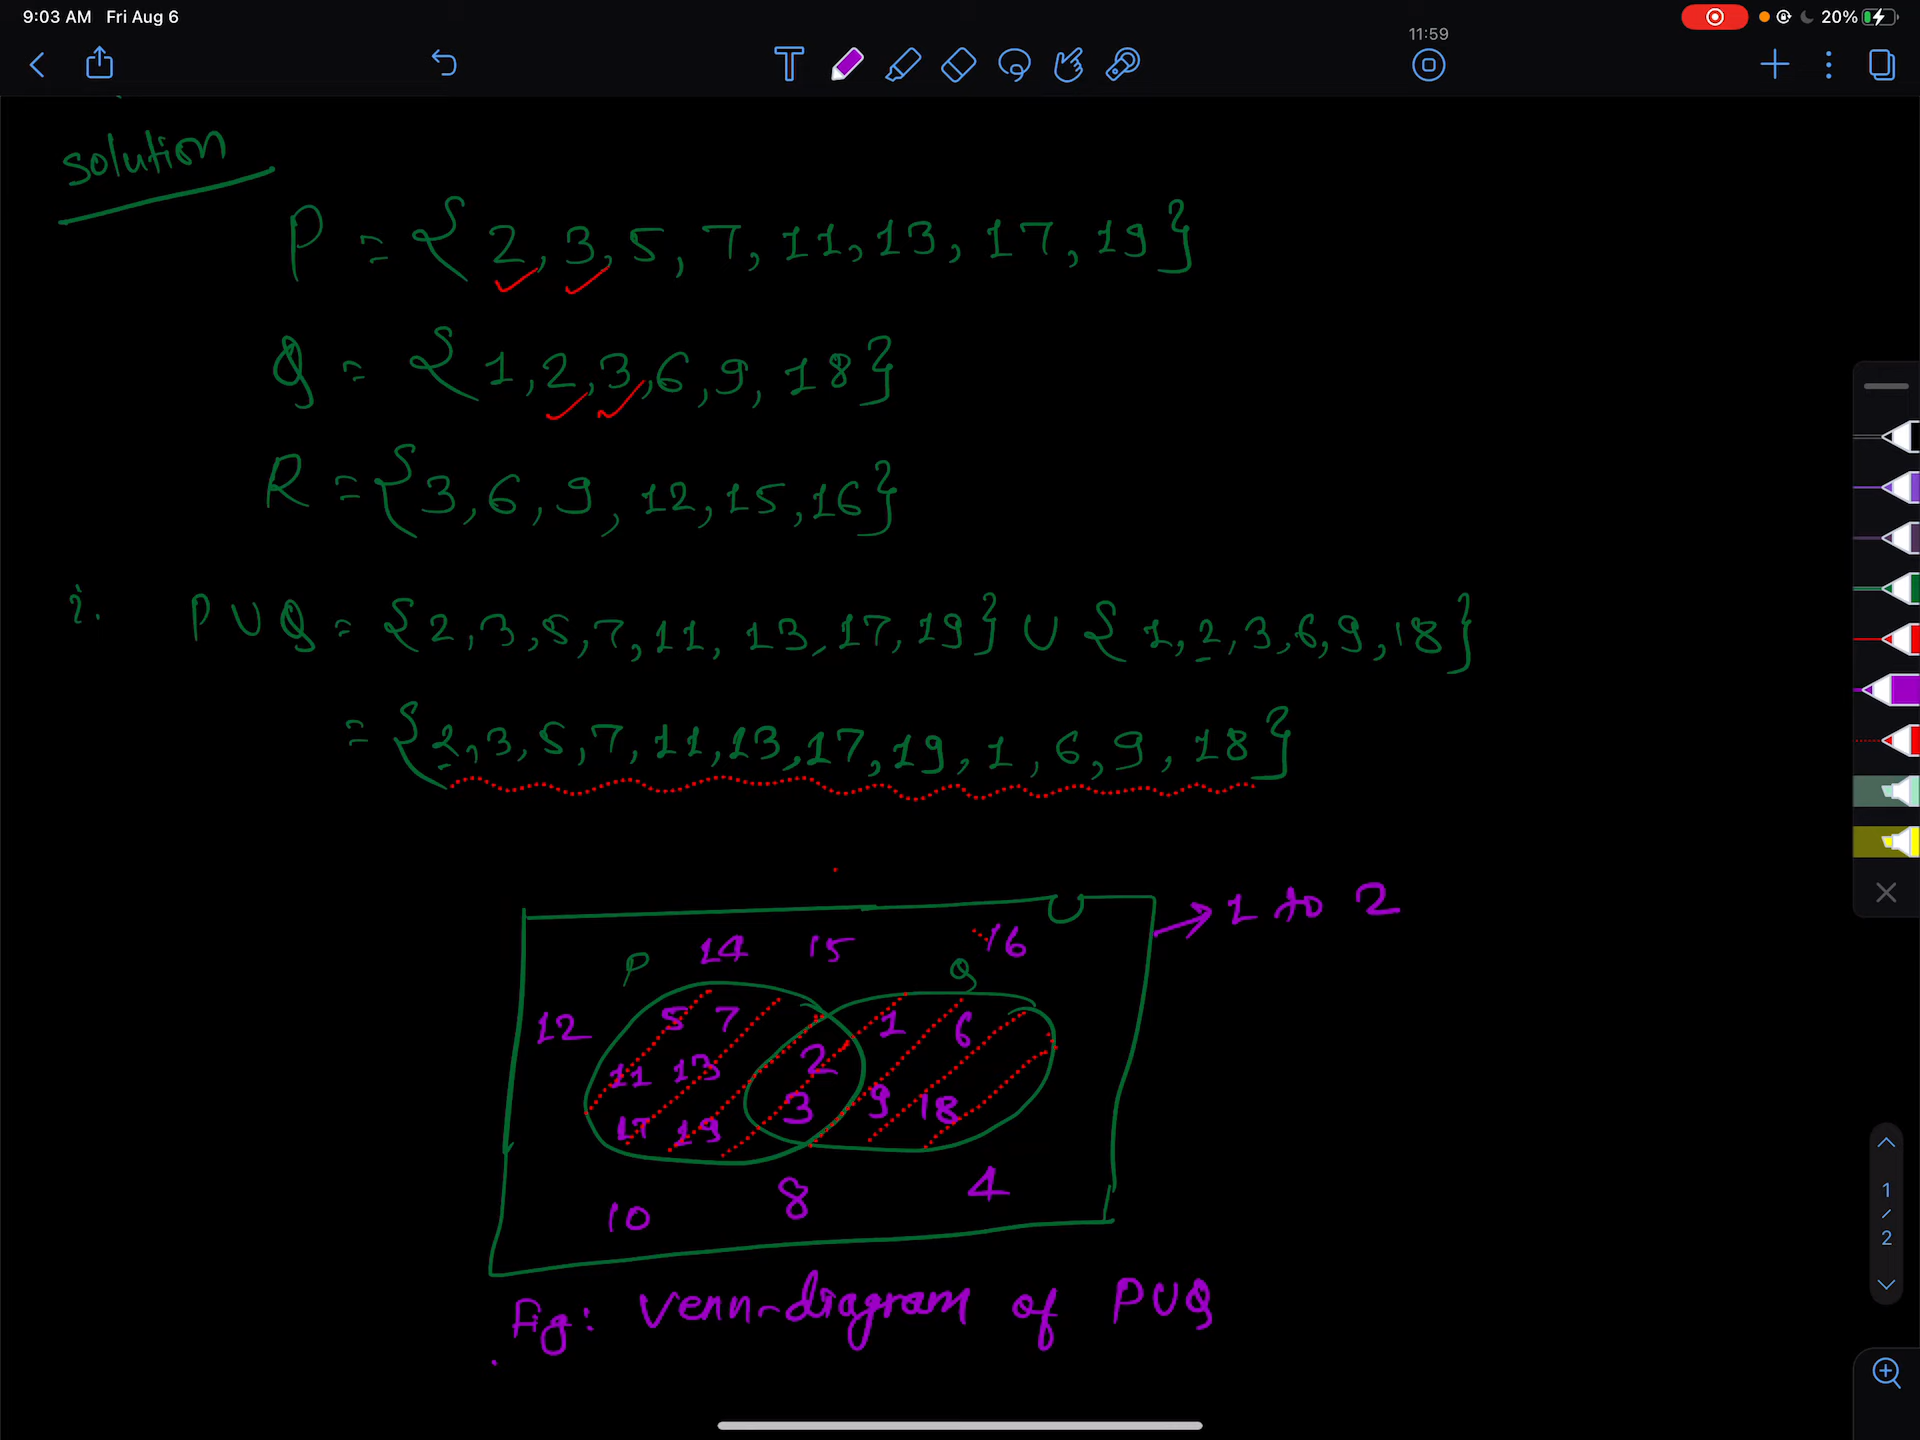 9:03 AM Fri Aug 6
20%
11:59
solution
P = {2, 3, 5, 7, 11, 13, 17, 19}
Q = {1, 2, 3, 6, 9, 18}
R = {3, 6, 9, 12, 15, 16}
i. P U Q = {2, 3, 5, 7, 11, 13, 17, 19} U {1, 2, 3, 6, 9, 18}
= {2, 3, 5, 7, 11, 13, 17, 19, 1, 6, 9, 18}
U → 1 to 2
P 14 15 Q 16
12 5 7 1 6
11 13 2
17 19 3 9 18
10 8 4
fig: Venn-diagram of PUQ
1 / 2